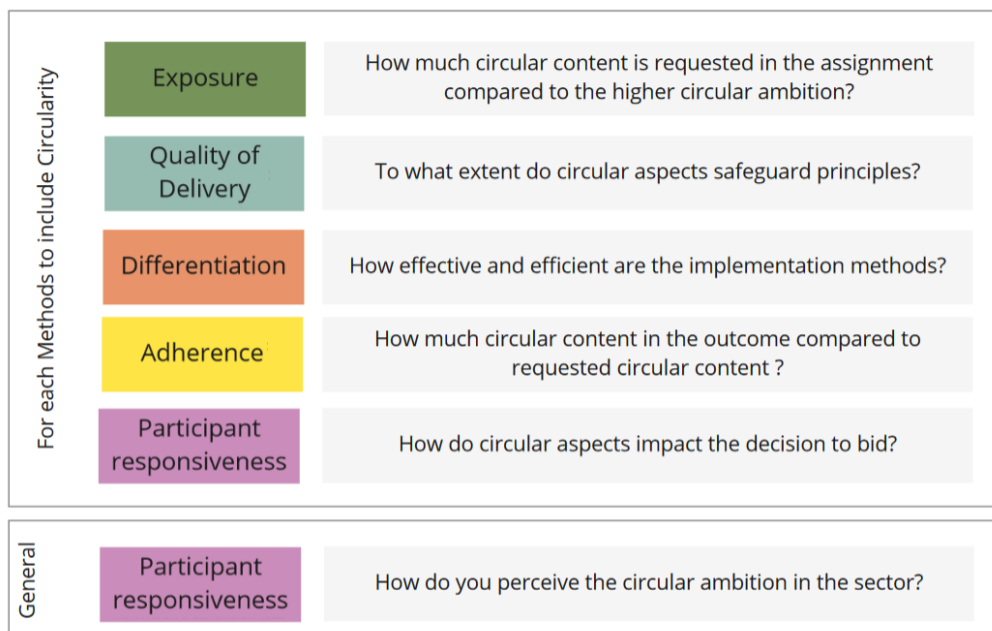 For each Methods to include Circularity
Exposure
How much circular content is requested in the assignment
compared to the higher circular ambition?
Quality of
Delivery
To what extent do circular aspects safeguard principles?
Differentiation
How effective and efficient are the implementation methods?
Adherence
How much circular content in the outcome compared to
requested circular content ?
Participant
responsiveness
How do circular aspects impact the decision to bid?
General
Participant
responsiveness
How do you perceive the circular ambition in the sector?